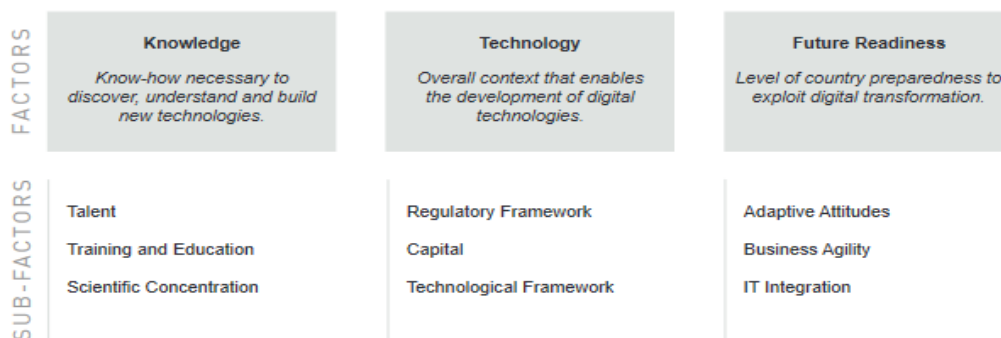 FACTORS
Knowledge
Know-how necessary to
discover, understand and build
new technologies.
Technology
Overall context that enables
the development of digital
technologies.
Future Readiness
Level of country preparedness to
exploit digital transformation.
SUB-FACTORS
Talent
Training and Education
Scientific Concentration
Regulatory Framework
Capital
Technological Framework
Adaptive Attitudes
Business Agility
IT Integration